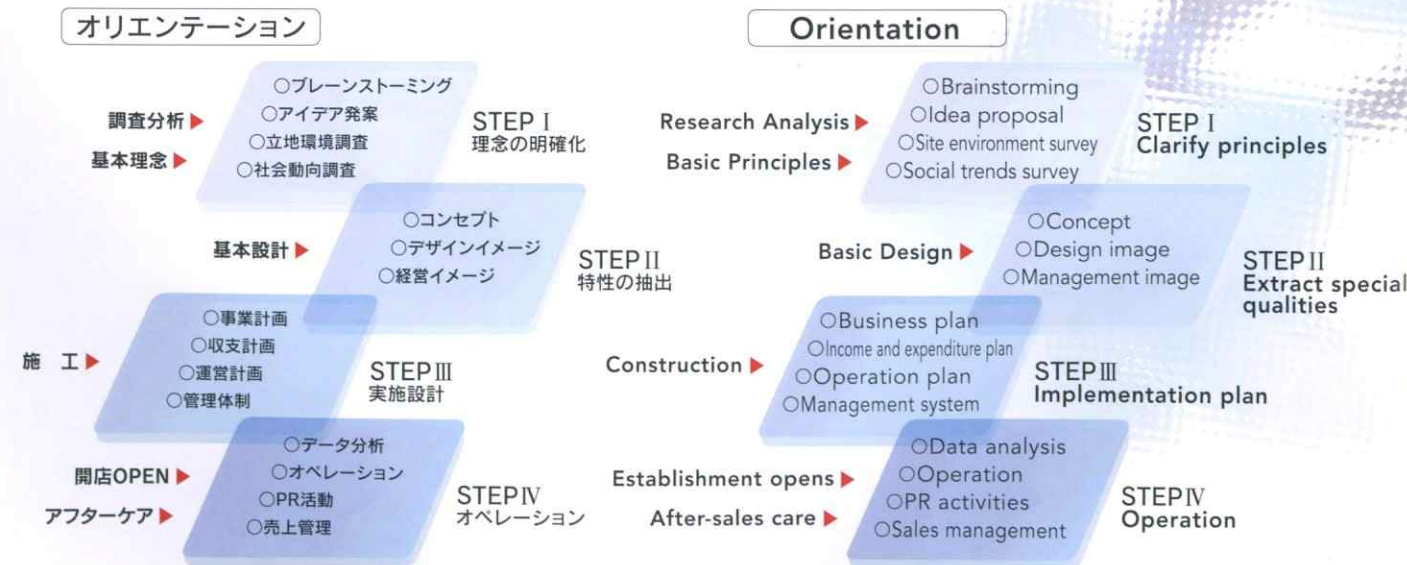 オリエンテーション
調査分析▶
基本理念▶
○ブレーンストーミング
○アイデア発案
○立地環境調査
○社会動向調査
STEP Ⅰ
理念の明確化
基本設計▶
○コンセプト
○デザインイメージ
○経営イメージ
STEP Ⅱ
特性の抽出
施 工▶
○事業計画
○収支計画
○運営計画
○管理体制
STEP Ⅲ
実施設計
開店OPEN▶
アフターケア▶
○データ分析
○オペレーション
○PR活動
○売上管理
STEP Ⅳ
オペレーション
Orientation
Research Analysis▶
Basic Principles▶
○Brainstorming
○Idea proposal
○Site environment survey
○Social trends survey
STEP Ⅰ
Clarify principles
Basic Design▶
○Concept
○Design image
○Management image
STEP Ⅱ
Extract special
qualities
Construction▶
○Business plan
○Income and expenditure plan
○Operation plan
○Management system
STEP Ⅲ
Implementation plan
Establishment opens▶
After-sales care▶
○Data analysis
○Operation
○PR activities
○Sales management
STEP Ⅳ
Operation